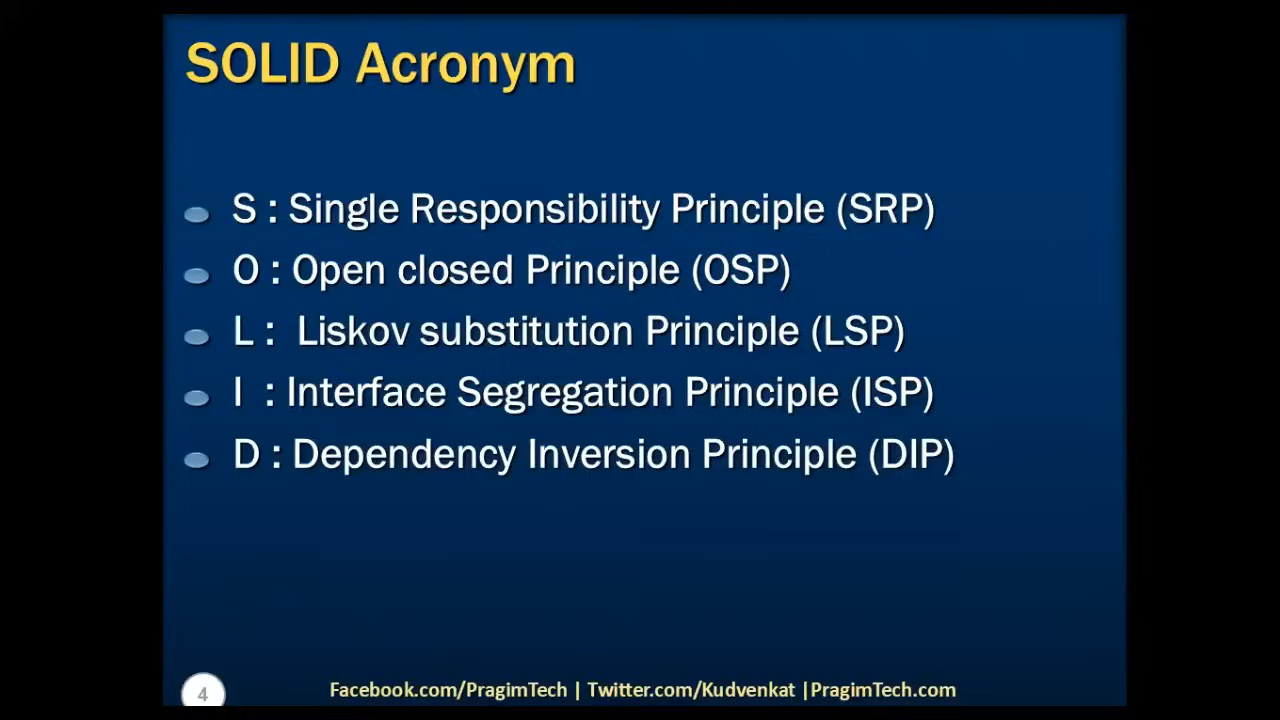 SOLID Acronym
S : Single Responsibility Principle (SRP)
O : Open closed Principle (OSP)
L : Liskov substitution Principle (LSP)
I : Interface Segregation Principle (ISP)
D : Dependency Inversion Principle (DIP)
4
Facebook.com/PragimTech | Twitter.com/Kudvenkat |PragimTech.com